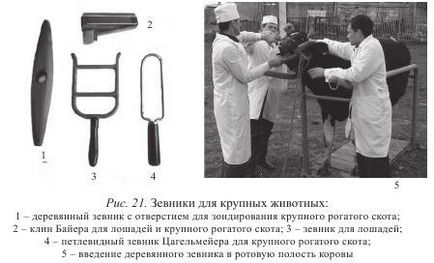 2
1
3
4
5
Рис. 21. Зевники для крупных животных:
1 – деревянный зевник с отверстием для зондирования крупного рогатого скота;
2 – клин Байера для лошадей и крупного рогатого скота; 3 – зевник для лошадей;
4 – петлевидный зевник Цагельмейера для крупного рогатого скота;
5 – введение деревянного зевника в ротовую полость коровы